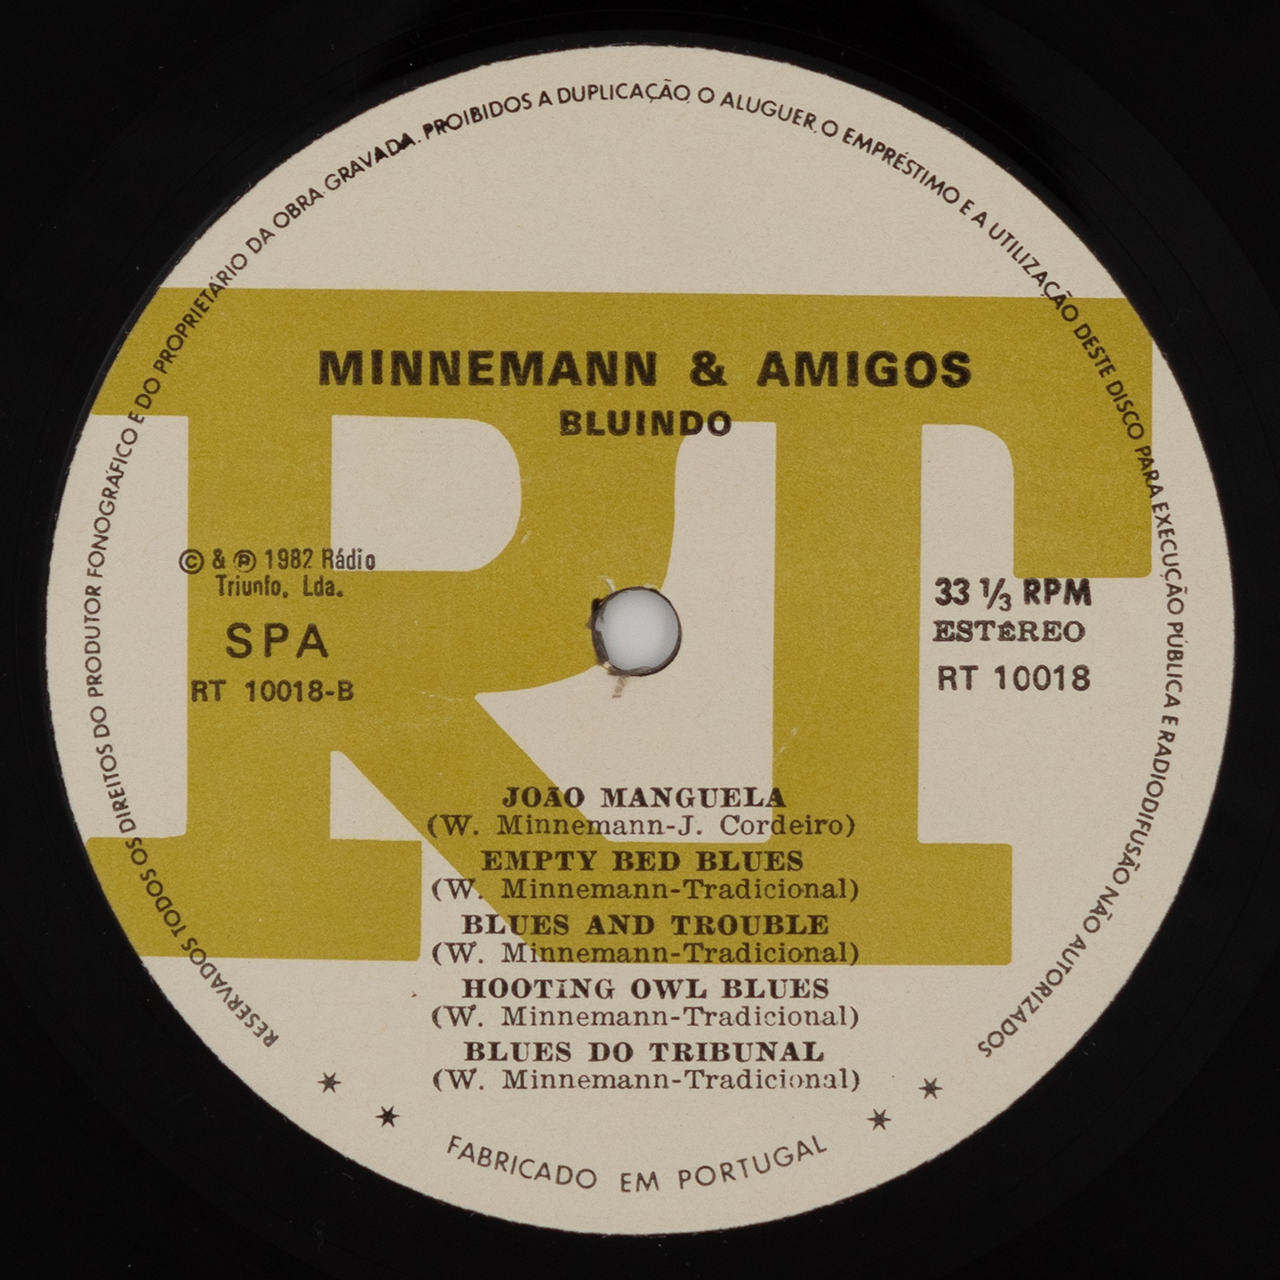 RESERVADOS TODOS OS DIREITOS DO PRODUTOR FONOGRÁFICO E DO PROPRIETÁRIO DA OBRA GRAVADA. PROIBIDOS A DUPLICAÇÃO, O ALUGUER, O EMPRÉSTIMO E A UTILIZAÇÃO DESTE DISCO PARA EXECUÇÃO PÚBLICA E RADIODIFUSÃO NÃO AUTORIZADOS
RT
MINNEMANN & AMIGOS
BLUINDO
© & ℗ 1982 Rádio
Triunfo, Lda.
SPA
RT 10018-B
33 1/3 RPM
ESTÉREO
RT 10018
JOÃO MANGUELA
(W. Minnemann-J. Cordeiro)
EMPTY BED BLUES
(W. Minnemann-Tradicional)
BLUES AND TROUBLE
(W. Minnemann-Tradicional)
HOOTING OWL BLUES
(W. Minnemann-Tradicional)
BLUES DO TRIBUNAL
(W. Minnemann-Tradicional)
FABRICADO EM PORTUGAL